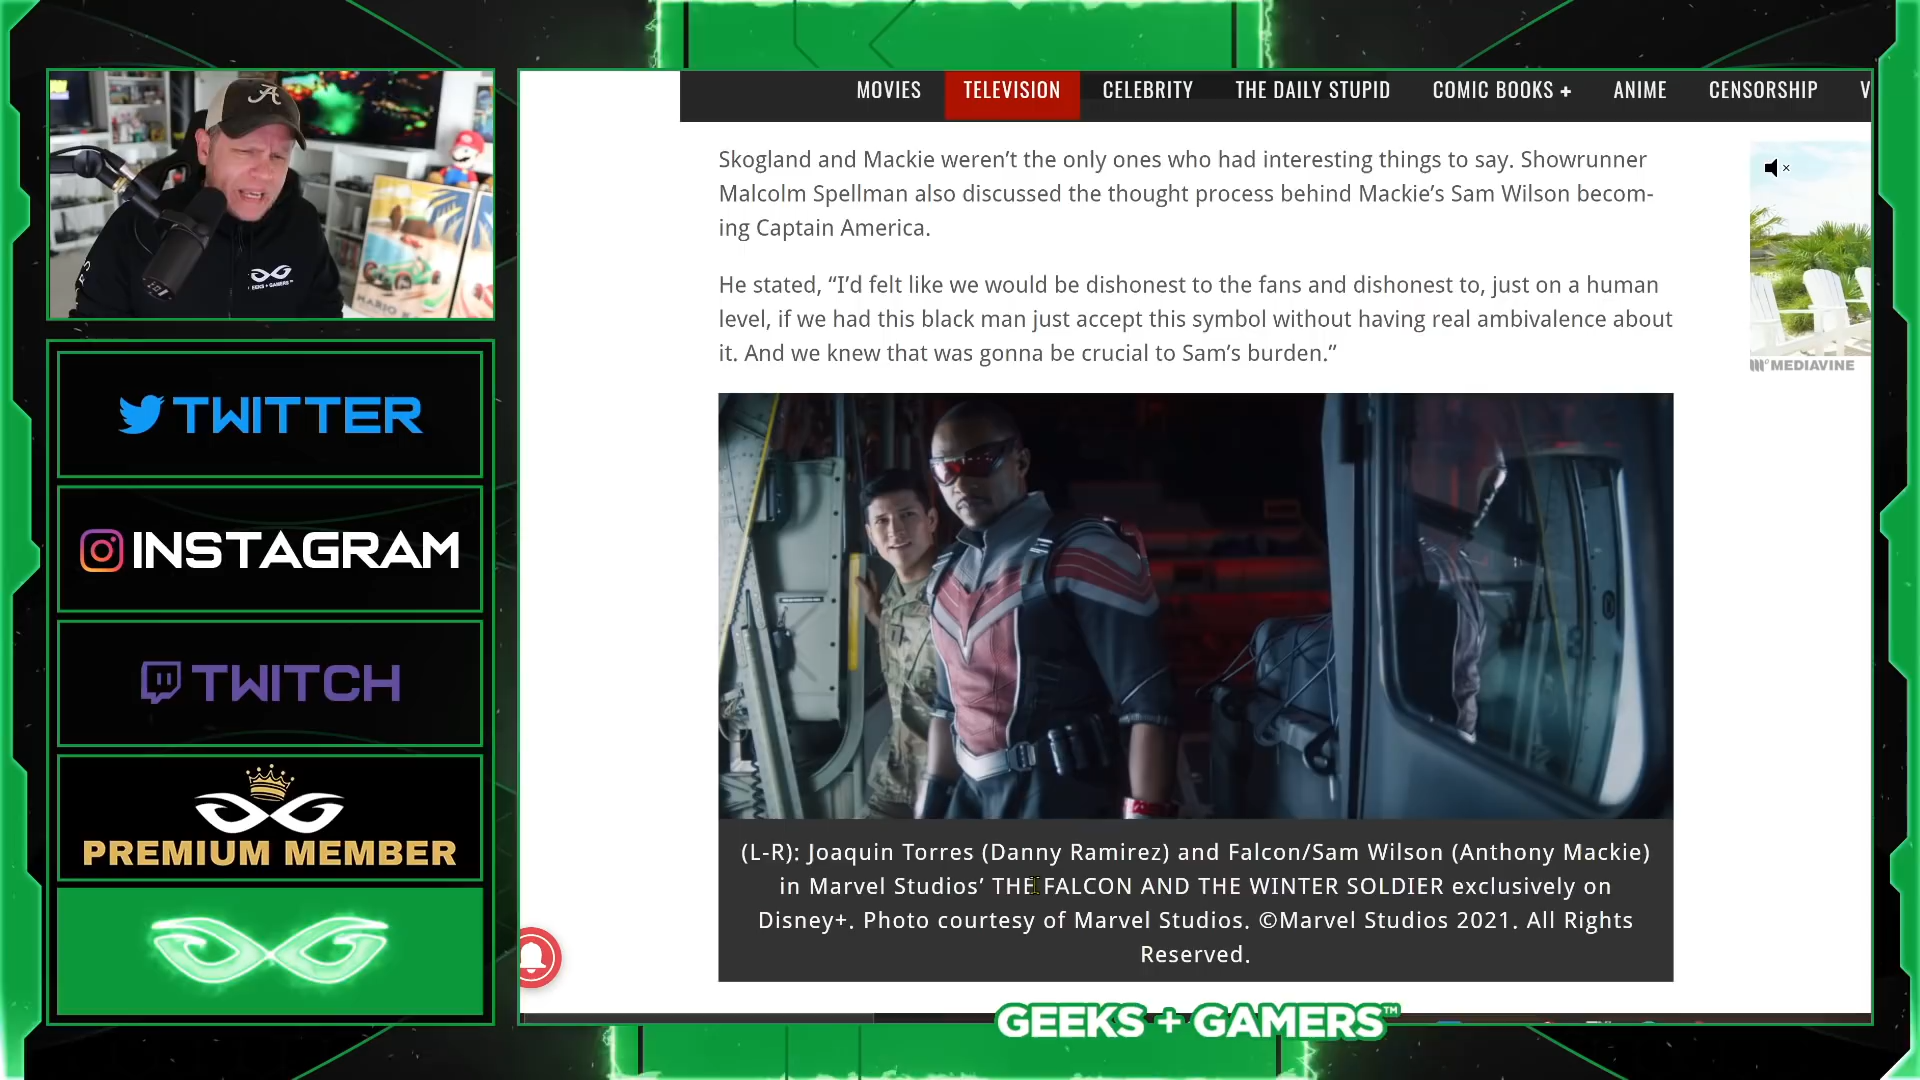 MOVIES TELEVISION CELEBRITY THE DAILY STUPID COMIC BOOKS + ANIME CENSORSHIP V
Skogland and Mackie weren’t the only ones who had interesting things to say. Showrunner
Malcolm Spellman also discussed the thought process behind Mackie’s Sam Wilson becom-
ing Captain America.
He stated, “I’d felt like we would be dishonest to the fans and dishonest to, just on a human
level, if we had this black man just accept this symbol without having real ambivalence about
it. And we knew that was gonna be crucial to Sam’s burden.”
MEDIAVINE
(L-R): Joaquin Torres (Danny Ramirez) and Falcon/Sam Wilson (Anthony Mackie)
in Marvel Studios’ THE FALCON AND THE WINTER SOLDIER exclusively on
Disney+. Photo courtesy of Marvel Studios. ©Marvel Studios 2021. All Rights
Reserved.
TWITTER
INSTAGRAM
TWITCH
PREMIUM MEMBER
GEEKS + GAMERS™